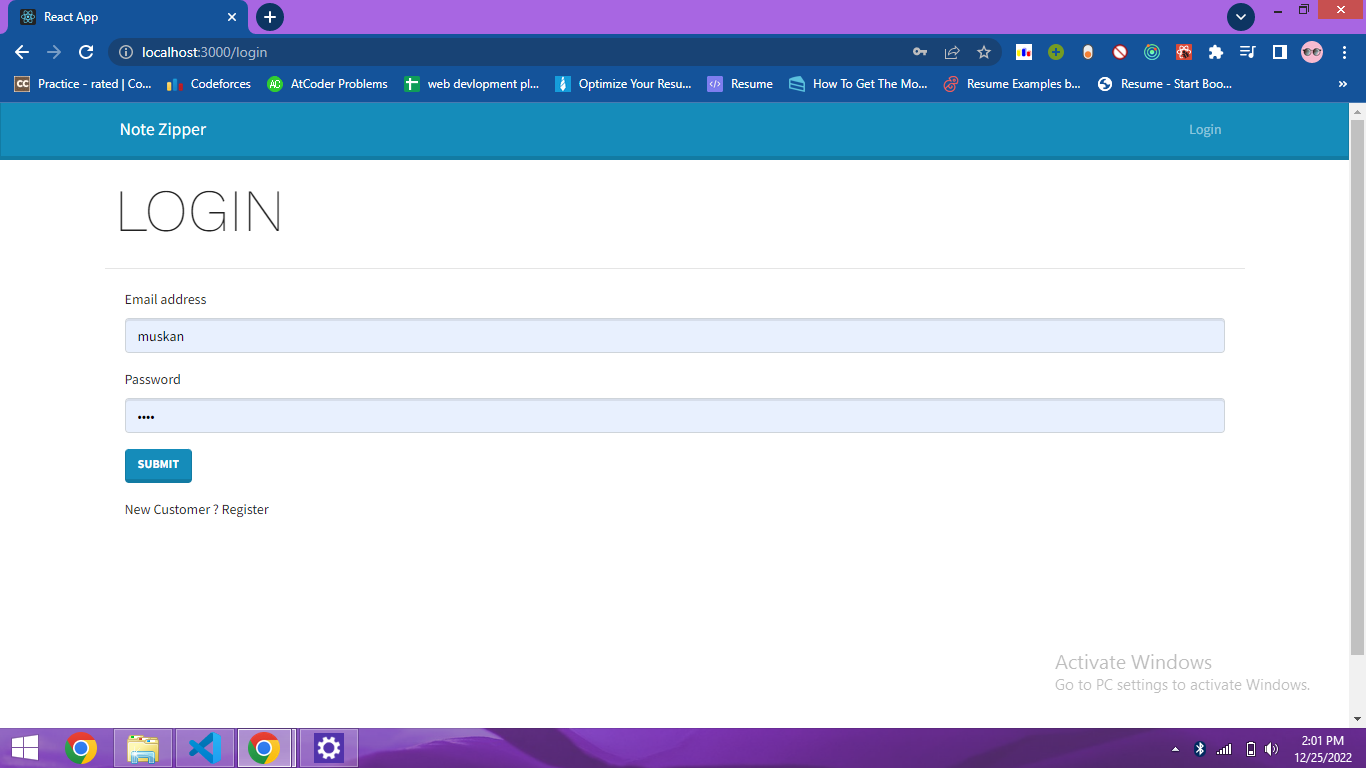 React App
localhost:3000/login
CC Practice - rated | Co...
Codeforces
AC AtCoder Problems
web devlopment pl...
Optimize Your Resu...
</> Resume
How To Get The Mo...
Resume Examples b...
Resume - Start Boo...
»
Note Zipper
Login
LOGIN
Email address
muskan
Password
••••
SUBMIT
New Customer ? Register
Activate Windows
Go to PC settings to activate Windows.
2:01 PM
12/25/2022